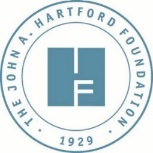 THE JOHN A. HARTFORD FOUNDATION
HF
1929